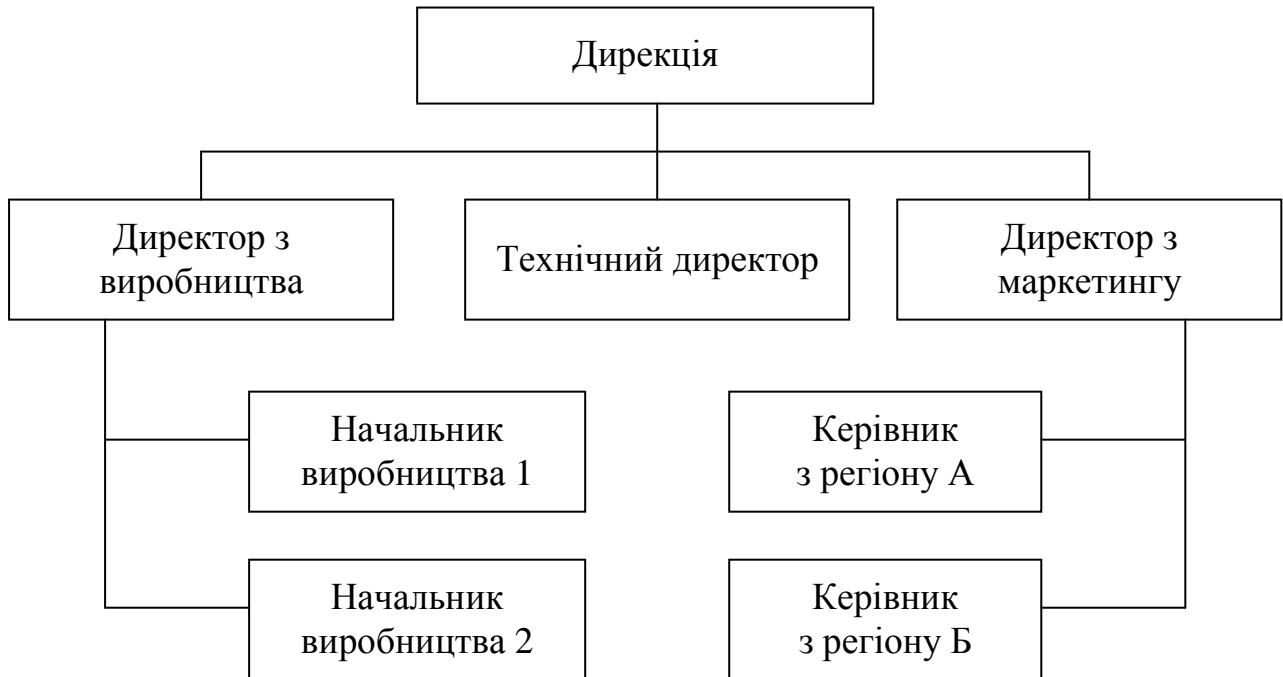 Дирекція
Директор з
виробництва
Технічний директор
Директор з
маркетингу
Начальник
виробництва 1
Керівник
з регіону А
Начальник
виробництва 2
Керівник
з регіону Б